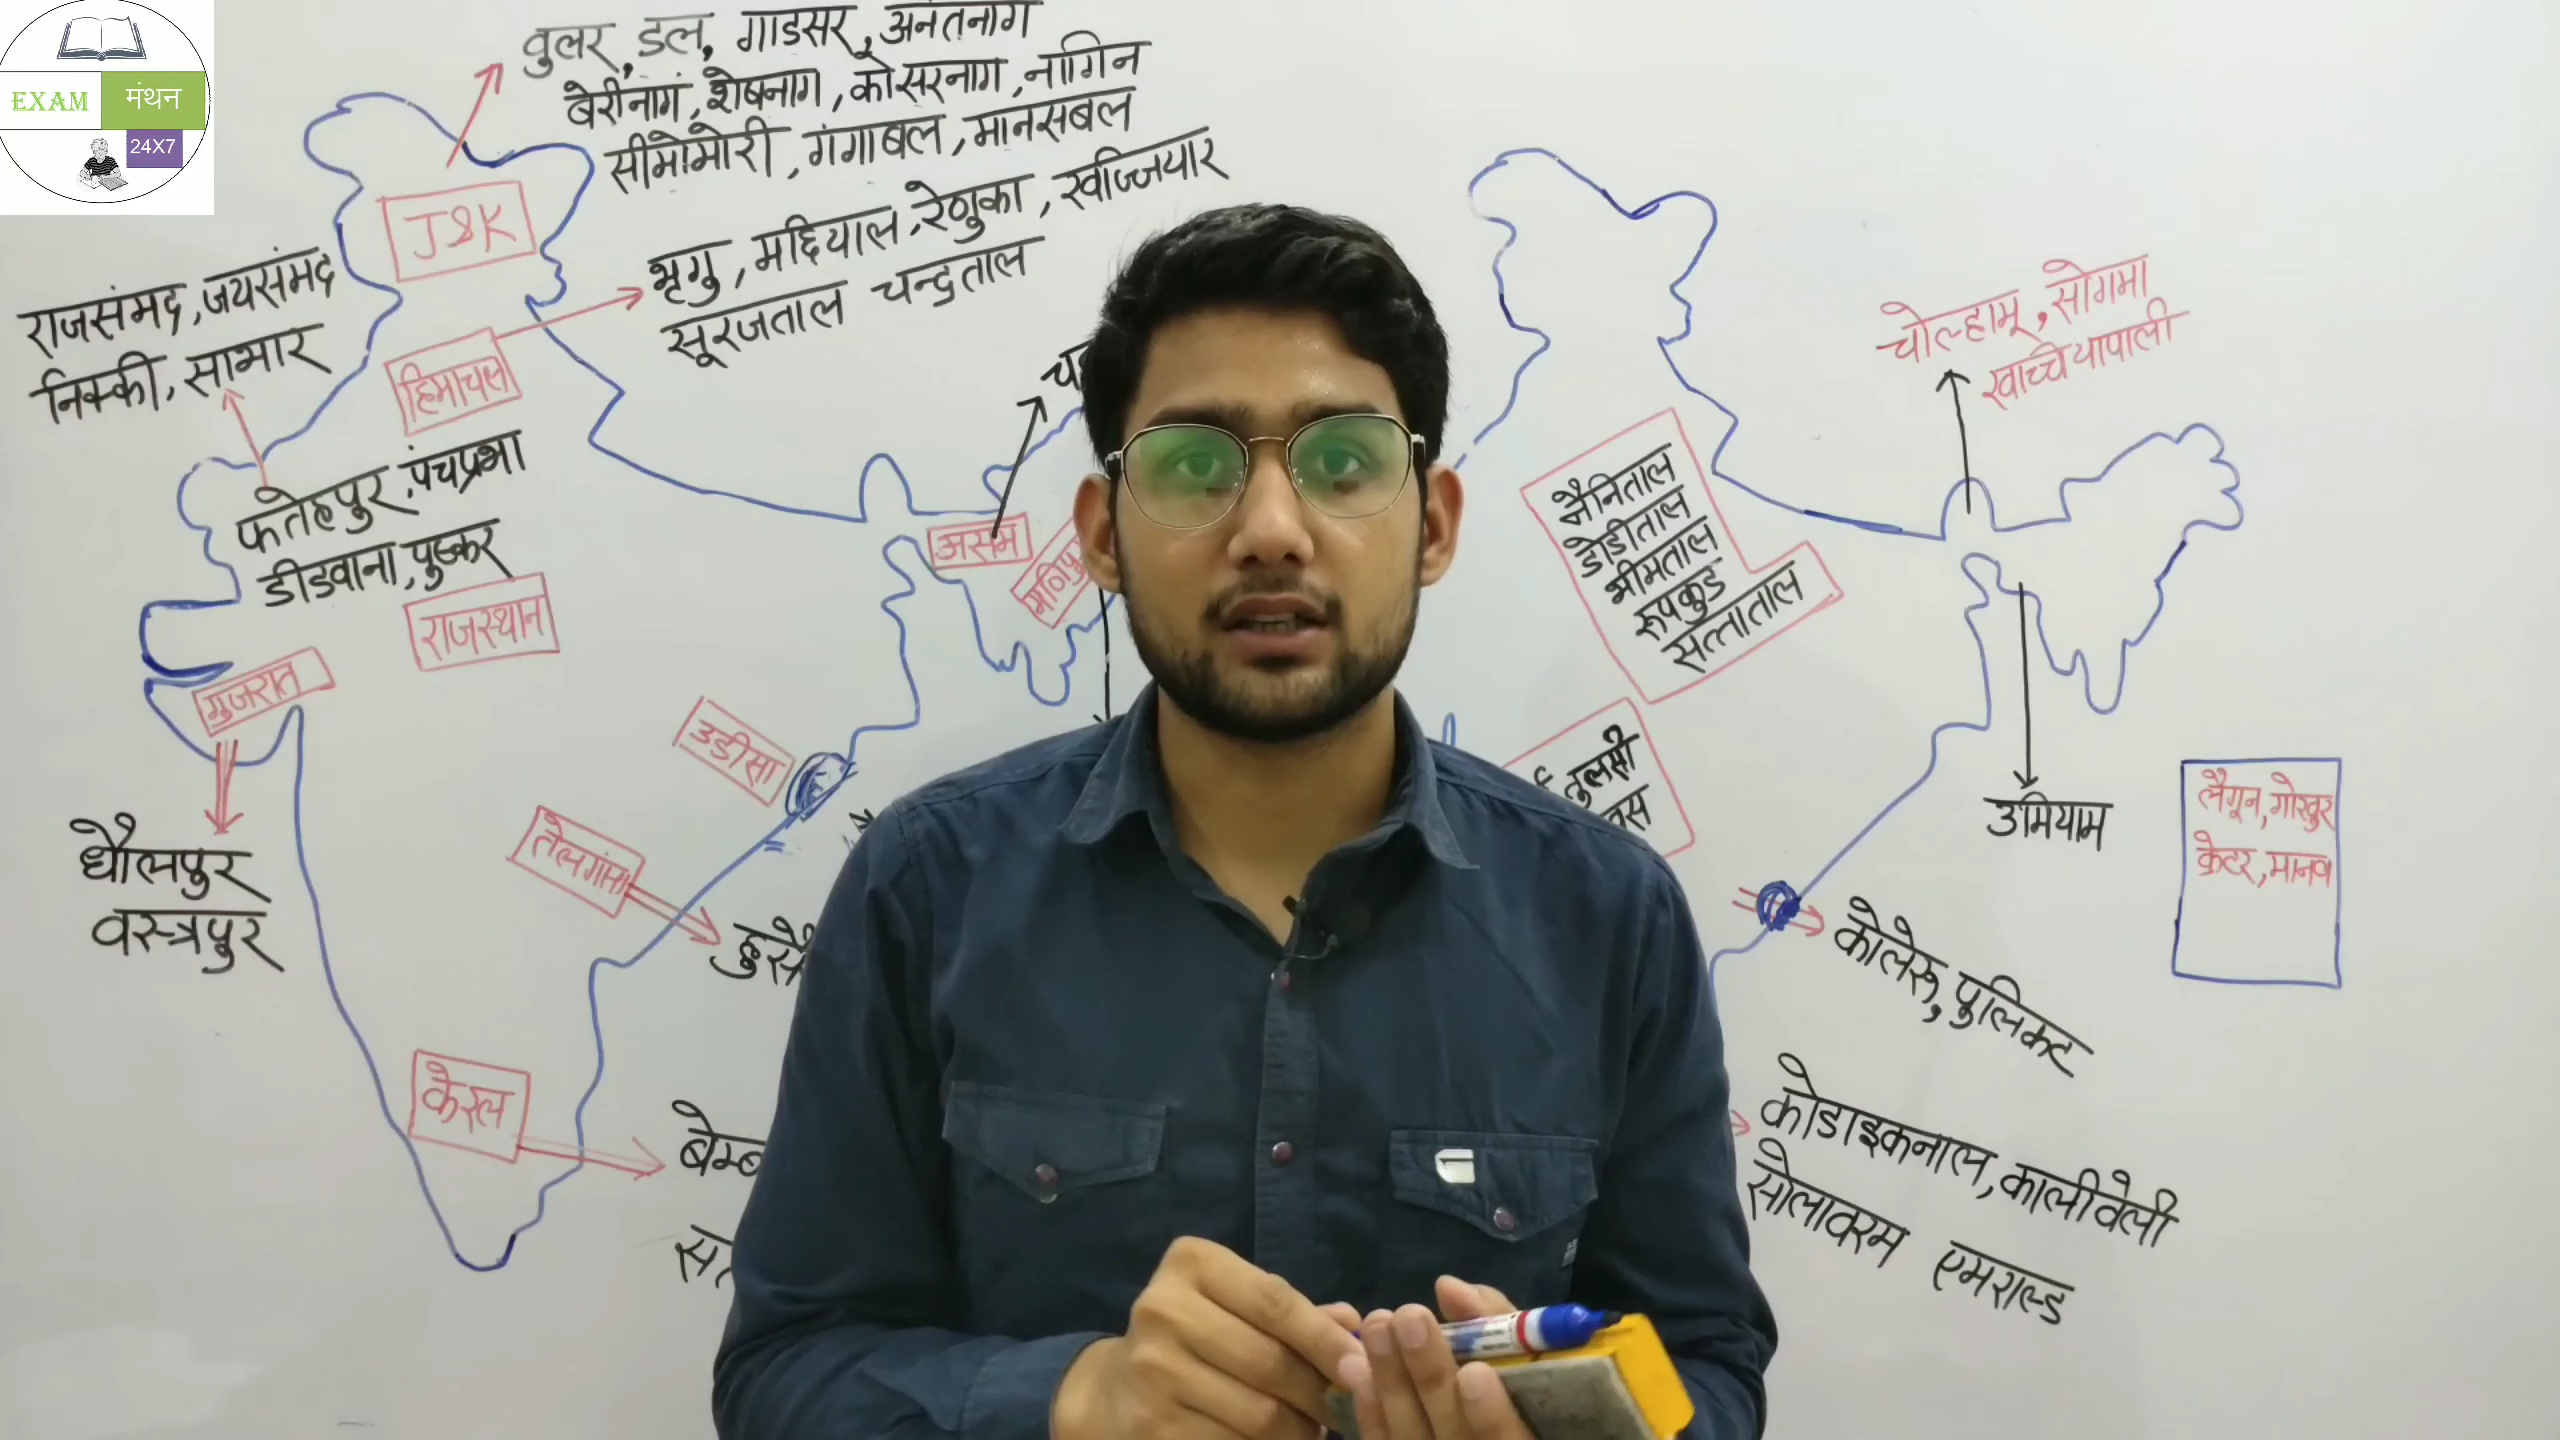 EXAM मंथन
24X7
वुलर, डल, गाडसर, अनंतनाग
बेरीनाग, शेषनाग, कोसरनाग, नागिन
सीमोमोरी, गंगाबल, मानसबल
J&K
भृगु, मद्दियाल, रेणुका, खज्जियार
सूरजताल चन्द्रताल
हिमाचल
राजसंमद, जयसंमद
निक्की, साभार
फतेहपुर, पंचप्रभा
डीडवाना, पुष्कर
राजस्थान
गुजरात
धौलपुर
वस्त्रपुर
असम
उडीसा
तेलगंना
केरल
चोल्हामू, सोगमा
खाच्चेयापाली
नैनिताल
डोडीताल
भीमताल
रूपकुड
सत्ताताल
तुलसी
उमियाम
लैगून, गोखुर
क्रेटर, मानव
कोलेरू, पुलिकट
कोडाइकनाल, कालीवेली
सोलावरम एमराल्ड